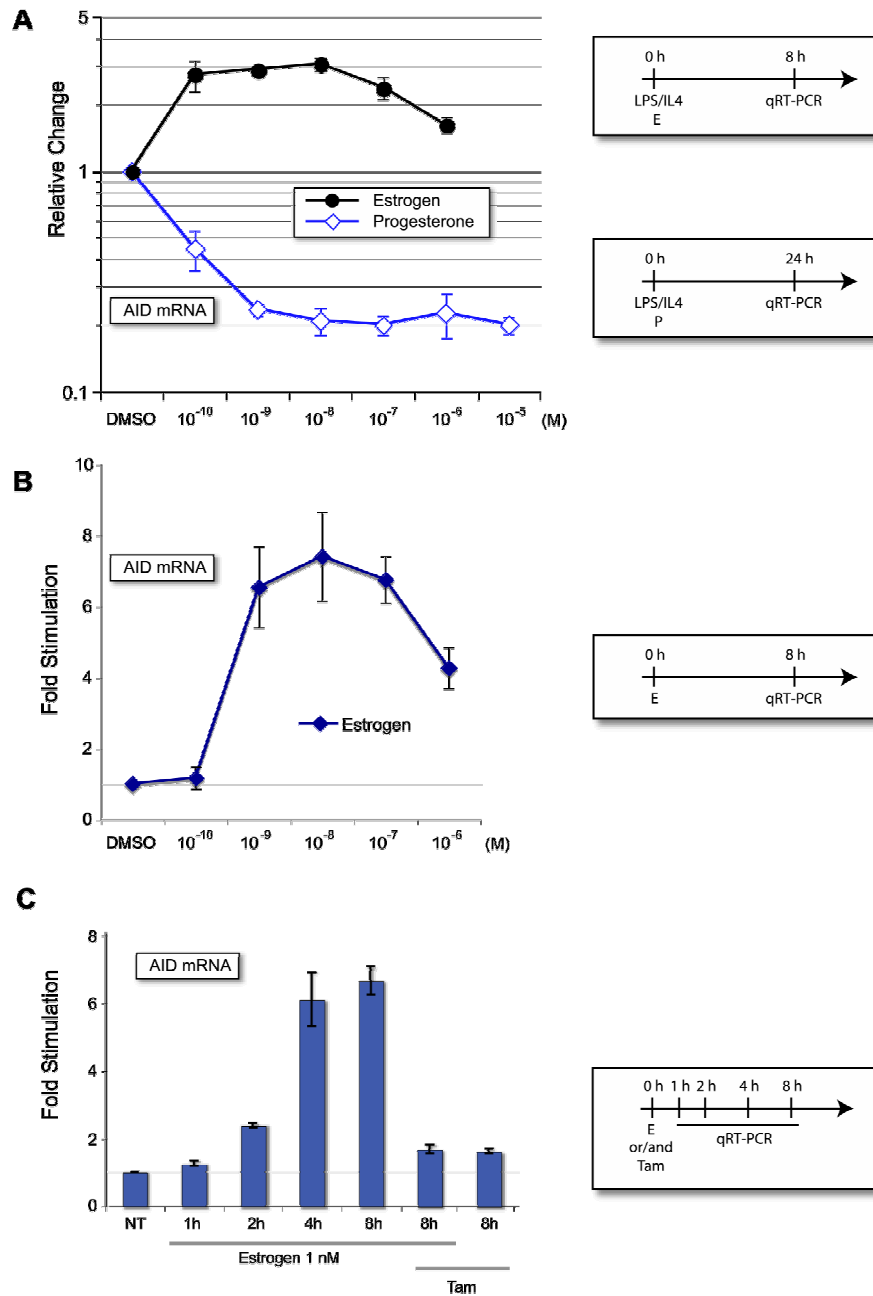 A
5
1
0.1
Relative Change
Estrogen
Progesterone
AID mRNA
DMSO 10⁻¹⁰ 10⁻⁹ 10⁻⁸ 10⁻⁷ 10⁻⁶ 10⁻⁵ (M)
0 h 8 h
LPS/IL4 qRT-PCR
E
0 h 24 h
LPS/IL4 qRT-PCR
P
B
10
8
6
4
2
0
Fold Stimulation
AID mRNA
Estrogen
DMSO 10⁻¹⁰ 10⁻⁹ 10⁻⁸ 10⁻⁷ 10⁻⁶ (M)
0 h 8 h
E qRT-PCR
C
8
6
4
2
0
Fold Stimulation
AID mRNA
NT 1h 2h 4h 8h 8h 8h
Estrogen 1 nM
Tam
0 h 1 h 2 h 4 h 8 h
E qRT-PCR
or/and
Tam